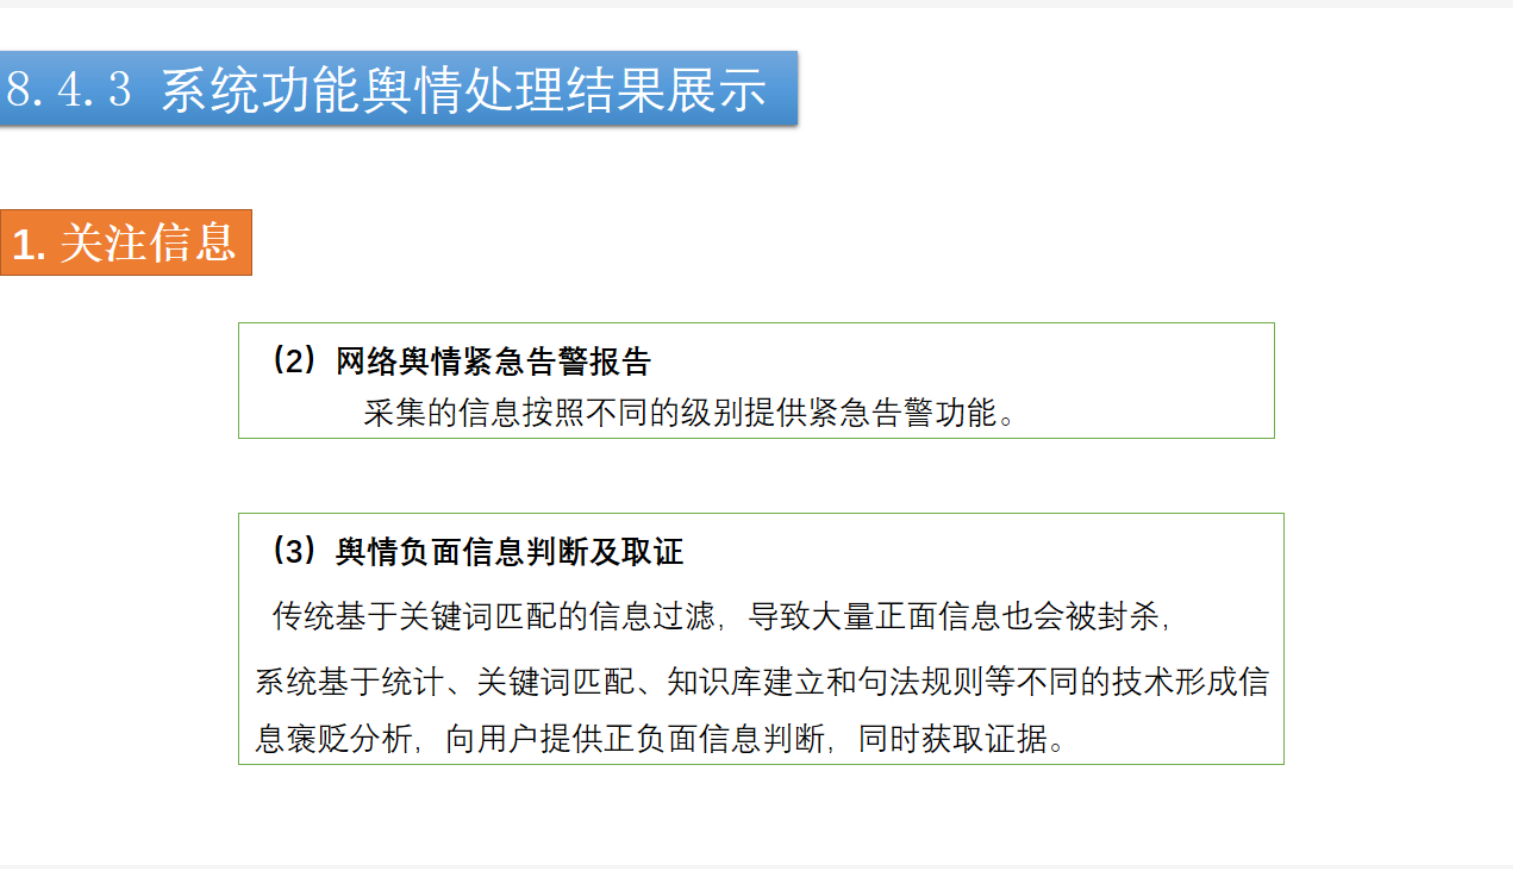 8.4.3 系统功能舆情处理结果展示
1. 关注信息
（2）网络舆情紧急告警报告
采集的信息按照不同的级别提供紧急告警功能。
（3）舆情负面信息判断及取证
传统基于关键词匹配的信息过滤，导致大量正面信息也会被封杀，
系统基于统计、关键词匹配、知识库建立和句法规则等不同的技术形成信
息褒贬分析，向用户提供正负面信息判断，同时获取证据。